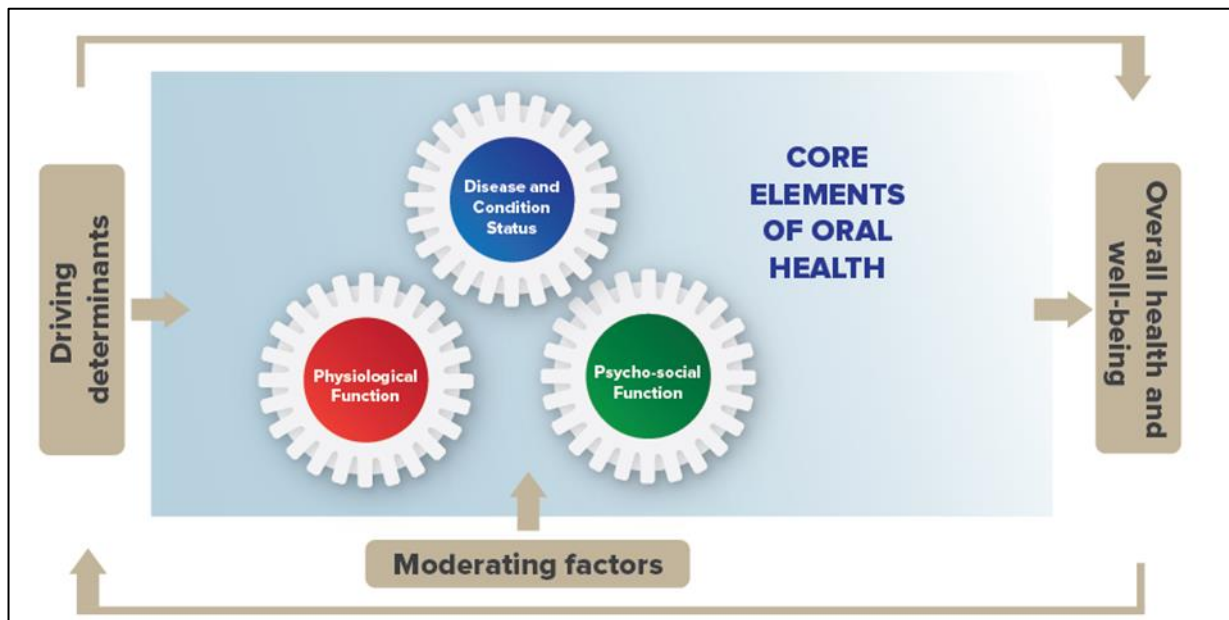 Driving
determinants
Disease and
Condition
Status
Physiological
Function
Psycho-social
Function
CORE
ELEMENTS
OF ORAL
HEALTH
Overall health and
well-being
Moderating factors